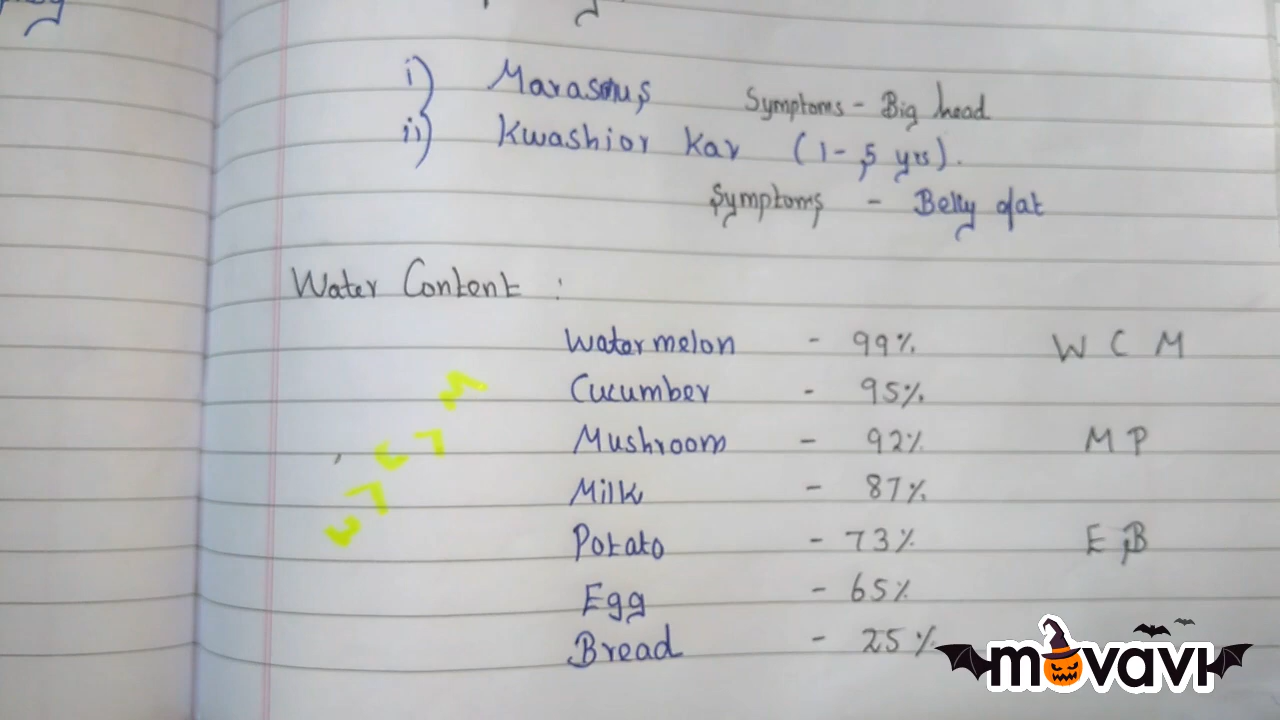 i) Marasmus Symptoms - Big head
ii) Kwashior Kar (1-5 yrs).
Symptoms - Belly fat
Water Content :
Watermelon - 99% W C M
Cucumber - 95%
Mushroom - 92% M P
Milk - 87%
Potato - 73% E B
Egg - 65%
Bread - 25%
movavi